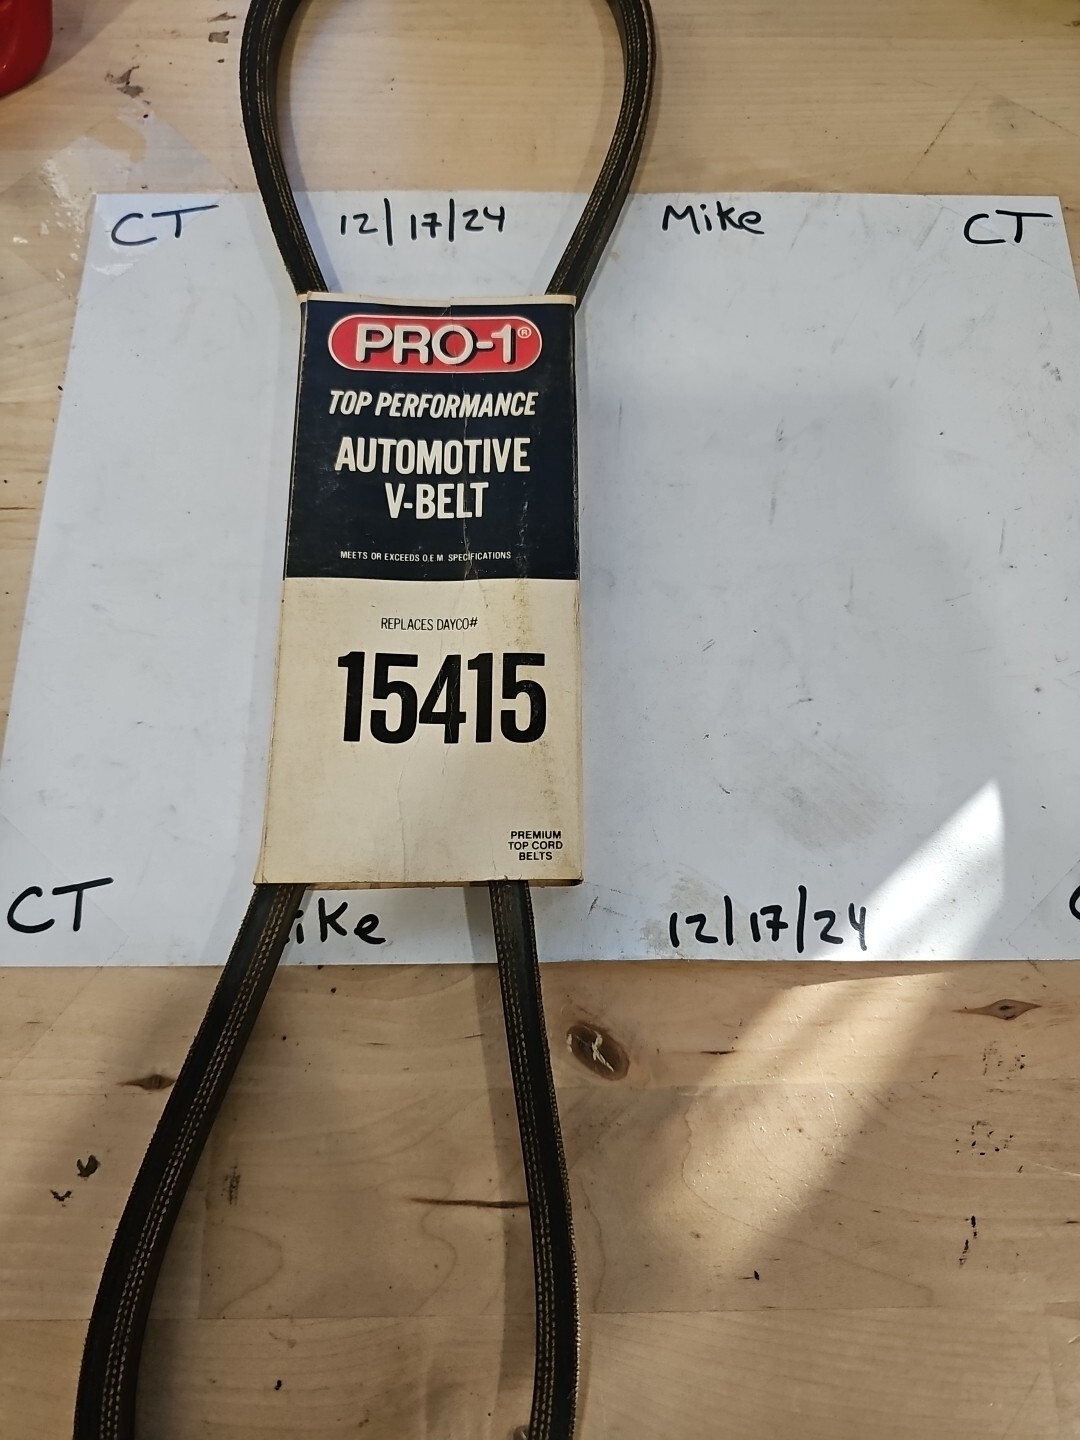 CT 12/17/24 Mike CT
PRO-1®
TOP PERFORMANCE
AUTOMOTIVE
V-BELT
MEETS OR EXCEEDS O.E.M. SPECIFICATIONS
REPLACES DAYCO#
15415
PREMIUM
TOP CORD
BELTS
CT 12/17/24